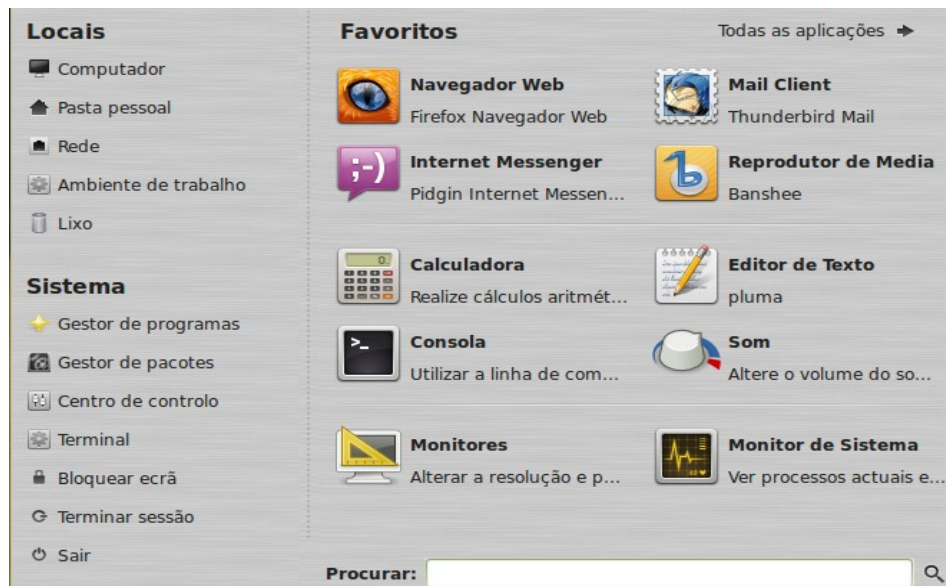 Locais
Computador
Pasta pessoal
Rede
Ambiente de trabalho
Lixo
Sistema
Gestor de programas
Gestor de pacotes
Centro de controlo
Terminal
Bloquear ecrã
Terminar sessão
Sair
Favoritos
Todas as aplicações
Navegador Web
Firefox Navegador Web
Mail Client
Thunderbird Mail
;-)
Internet Messenger
Pidgin Internet Messen...
Reprodutor de Media
Banshee
Calculadora
Realize cálculos aritmét...
Editor de Texto
pluma
>_
Consola
Utilizar a linha de com...
Som
Altere o volume do so...
Monitores
Alterar a resolução e p...
Monitor de Sistema
Ver processos actuais e...
Procurar: